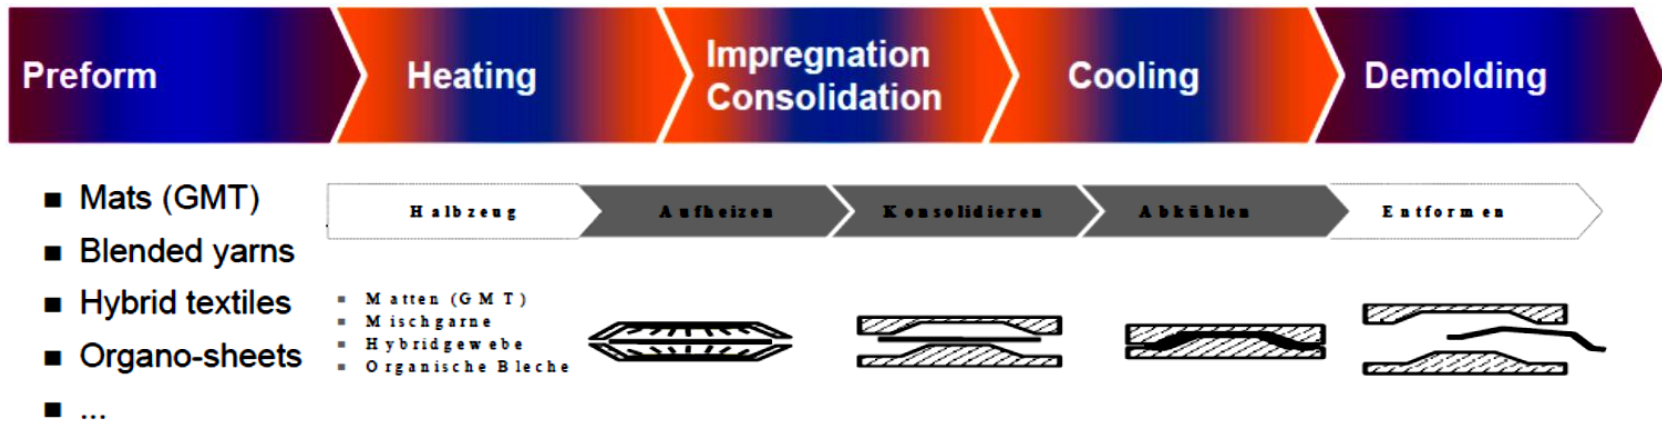 Preform
Heating
Impregnation
Consolidation
Cooling
Demolding
■ Mats (GMT)
■ Blended yarns
■ Hybrid textiles
■ Organo-sheets
■ ...
Halbzeug
Aufheizen
Konsolidieren
Abkühlen
Entformen
■ Matten (GMT)
■ Mischgarne
■ Hybridgewebe
■ Organische Bleche